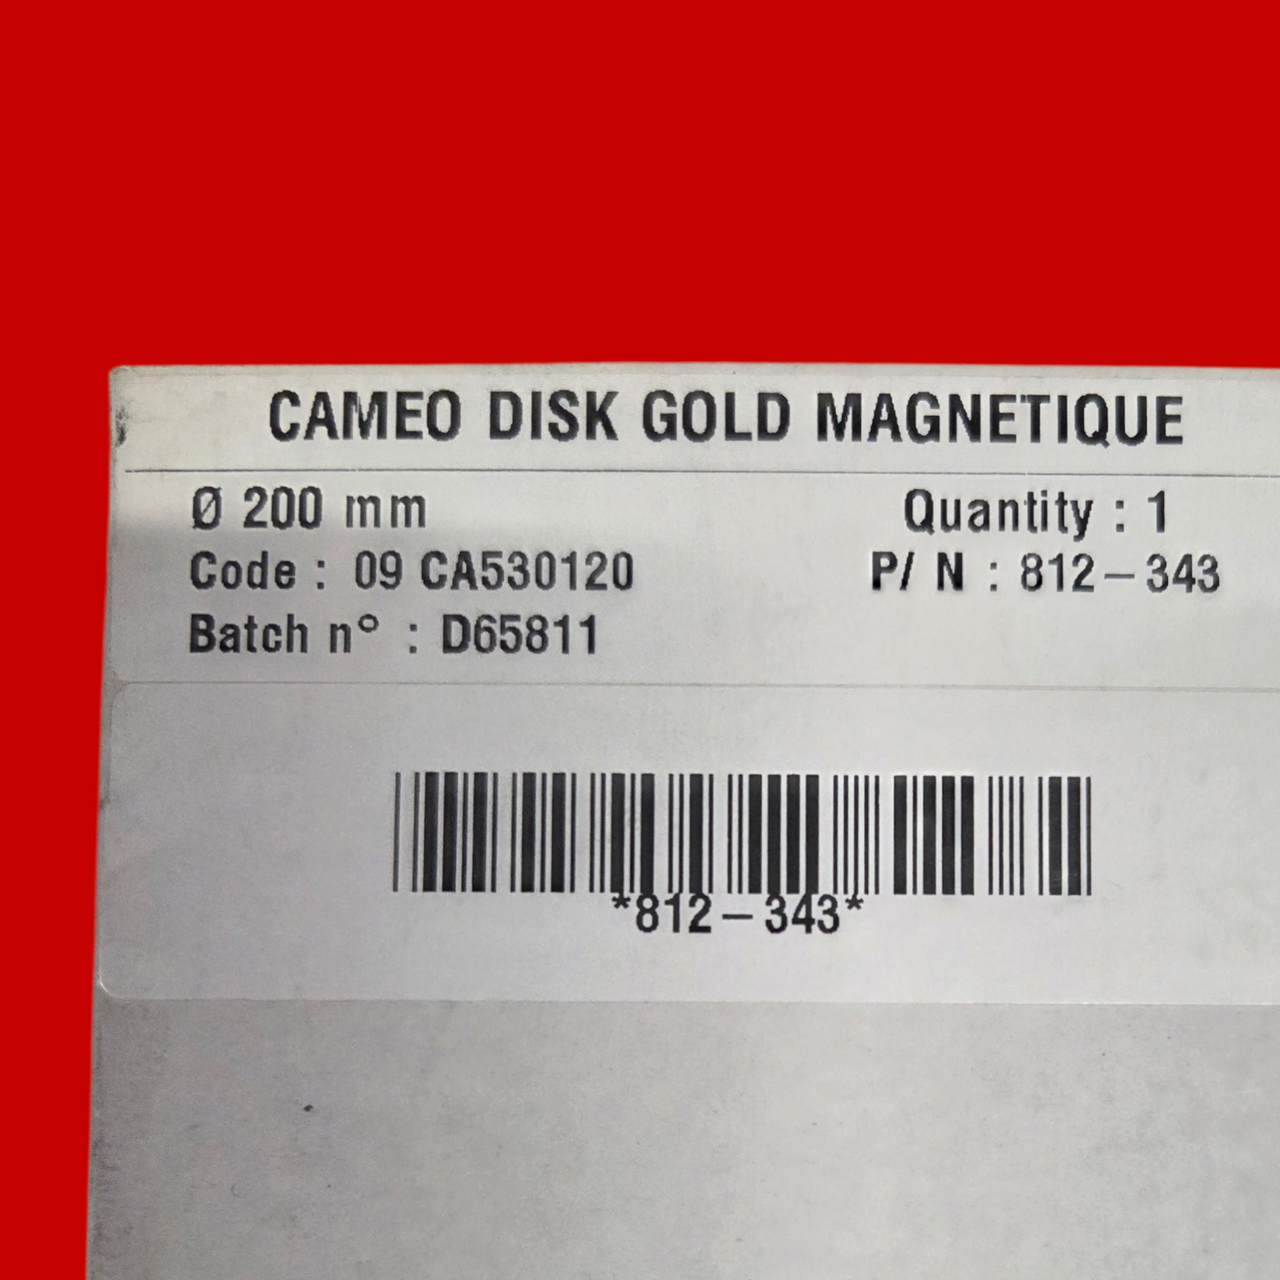 CAMEO DISK GOLD MAGNETIQUE
Ø 200 mm Quantity : 1
Code : 09 CA530120 P/ N : 812–343
Batch n° : D65811
*812–343*